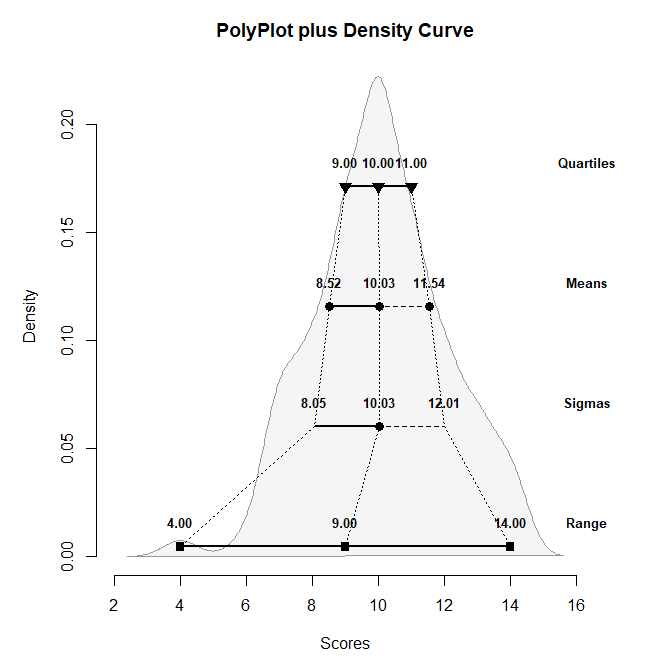 PolyPlot plus Density Curve
0.20
9.00 10.00 11.00 Quartiles
0.15
8.52 10.03 11.54 Means
Density
0.10
8.05 10.03 12.01 Sigmas
0.05
4.00 9.00 14.00 Range
0.00
2 4 6 8 10 12 14 16
Scores